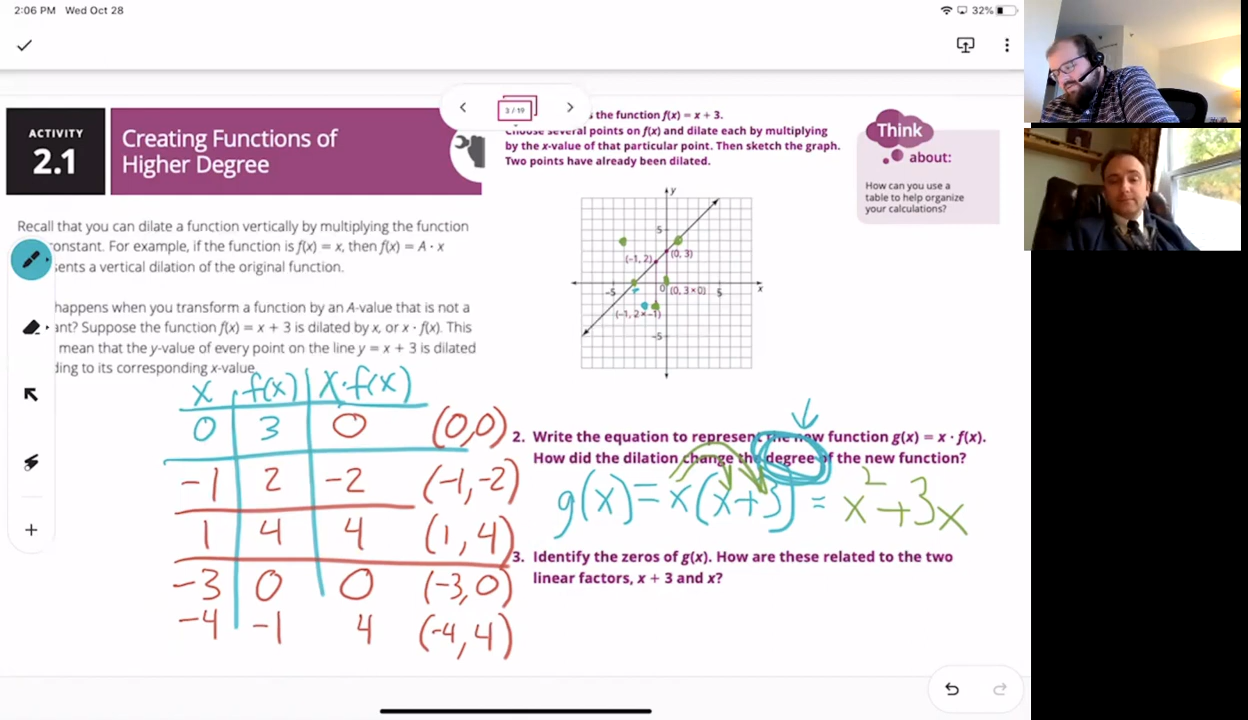 2:06 PM Wed Oct 28
32%
3 / 19
ACTIVITY
2.1
Creating Functions of
Higher Degree
Recall that you can dilate a function vertically by multiplying the function
onstant. For example, if the function is f(x) = x, then f(x) = A · x
sents a vertical dilation of the original function.
happens when you transform a function by an A-value that is not a
ant? Suppose the function f(x) = x + 3 is dilated by x, or x · f(x). This
mean that the y-value of every point on the line y = x + 3 is dilated
ding to its corresponding x-value.
x f(x) x·f(x)
0 3 0 (0,0)
-1 2 -2 (-1,-2)
1 4 4 (1,4)
-3 0 0 (-3,0)
-4 -1 4 (-4,4)
the function f(x) = x + 3.
Choose several points on f(x) and dilate each by multiplying
by the x-value of that particular point. Then sketch the graph.
Two points have already been dilated.
y
5
(-1, 2)
(0, 3)
-5
0
(0, 3 × 0)
5
x
(-1, 2 × -1)
-5
Think
about:
How can you use a
table to help organize
your calculations?
2. Write the equation to represent the new function g(x) = x · f(x).
How did the dilation change the degree of the new function?
g(x) = x(x+3) = x² + 3x
3. Identify the zeros of g(x). How are these related to the two
linear factors, x + 3 and x?